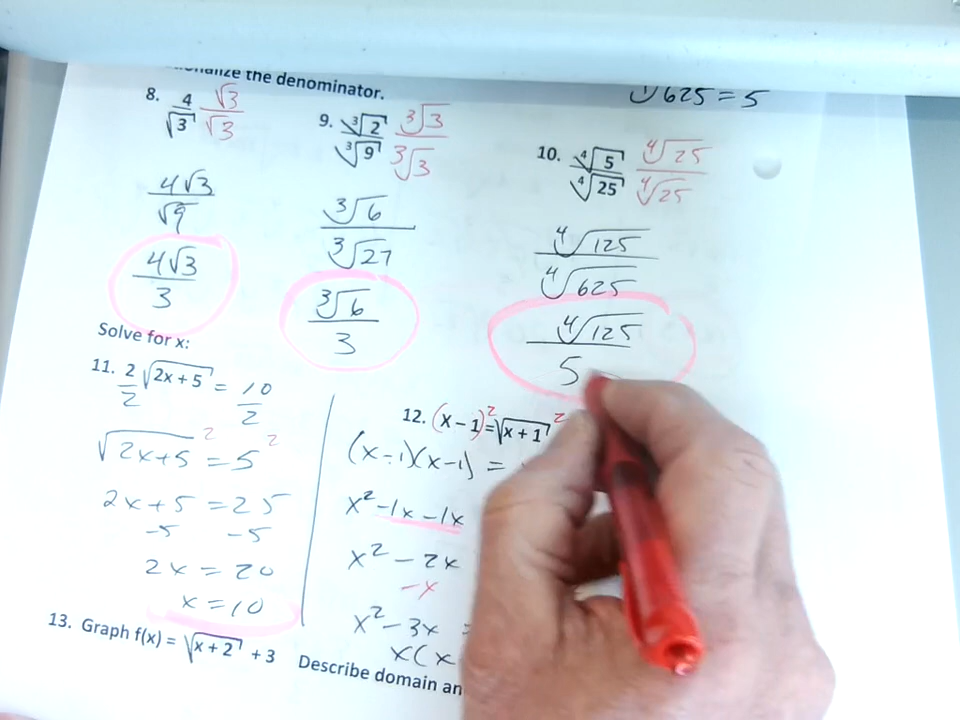 the denominator.
∜625 = 5
8. 4/√3 √3/√3
4√3/√9
4√3/3
9. ∛2/∛9 ∛3/∛3
∛6/∛27
∛6/3
10. ∜5/∜25 ∜25/∜25
∜125/∜625
∜125/5
Solve for x:
11. 2/2 √(2x + 5) = 10/2
√(2x+5)² = 5²
2x+5 = 25
-5 -5
2x = 20
x = 10
12. (x – 1)² = √(x + 1)²
(x-1)(x-1) =
x² -1x -1x
x² - 2x
-x
x² - 3x =
x(x
13. Graph f(x) = √(x + 2) + 3 Describe domain an